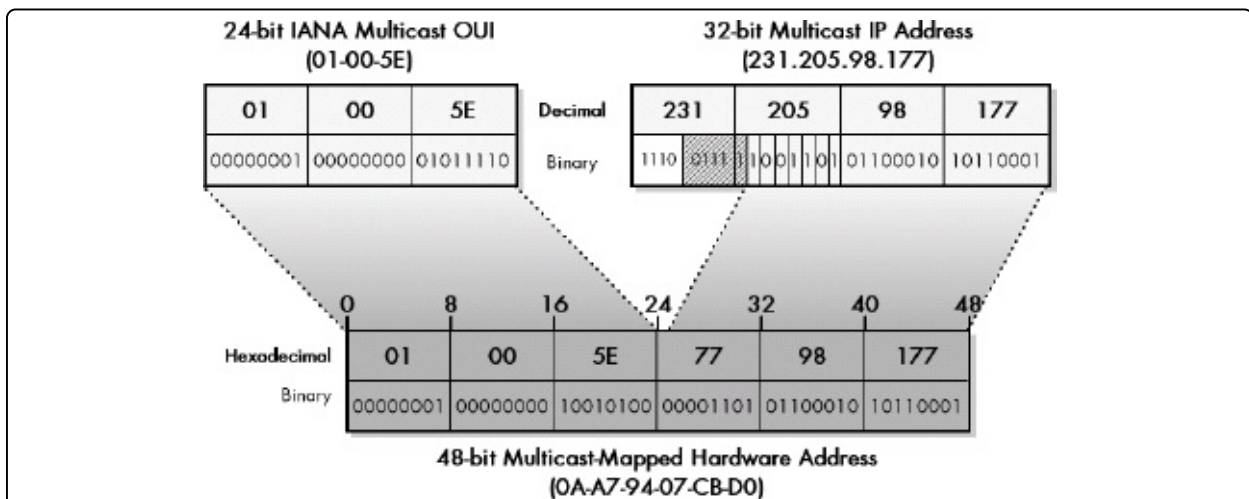 24-bit IANA Multicast OUI
(01-00-5E)
32-bit Multicast IP Address
(231.205.98.177)
01 00 5E Decimal 231 205 98 177
00000001 00000000 01011110 Binary 1110 0111 11001101 01100010 10110001
0 8 16 24 32 40 48
Hexadecimal 01 00 5E 77 98 177
Binary 00000001 00000000 10010100 00001101 01100010 10110001
48-bit Multicast-Mapped Hardware Address
(0A-A7-94-07-CB-D0)